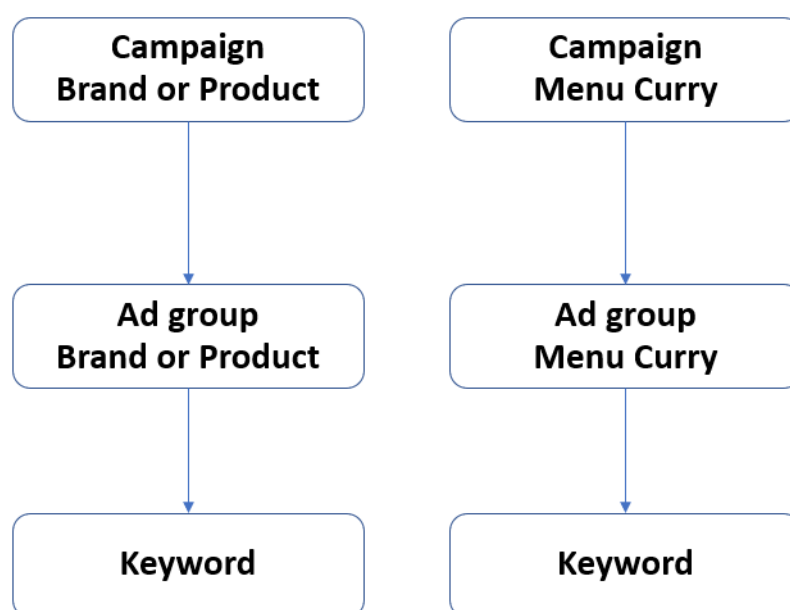 Campaign
Brand or Product
Campaign
Menu Curry
Ad group
Brand or Product
Ad group
Menu Curry
Keyword
Keyword